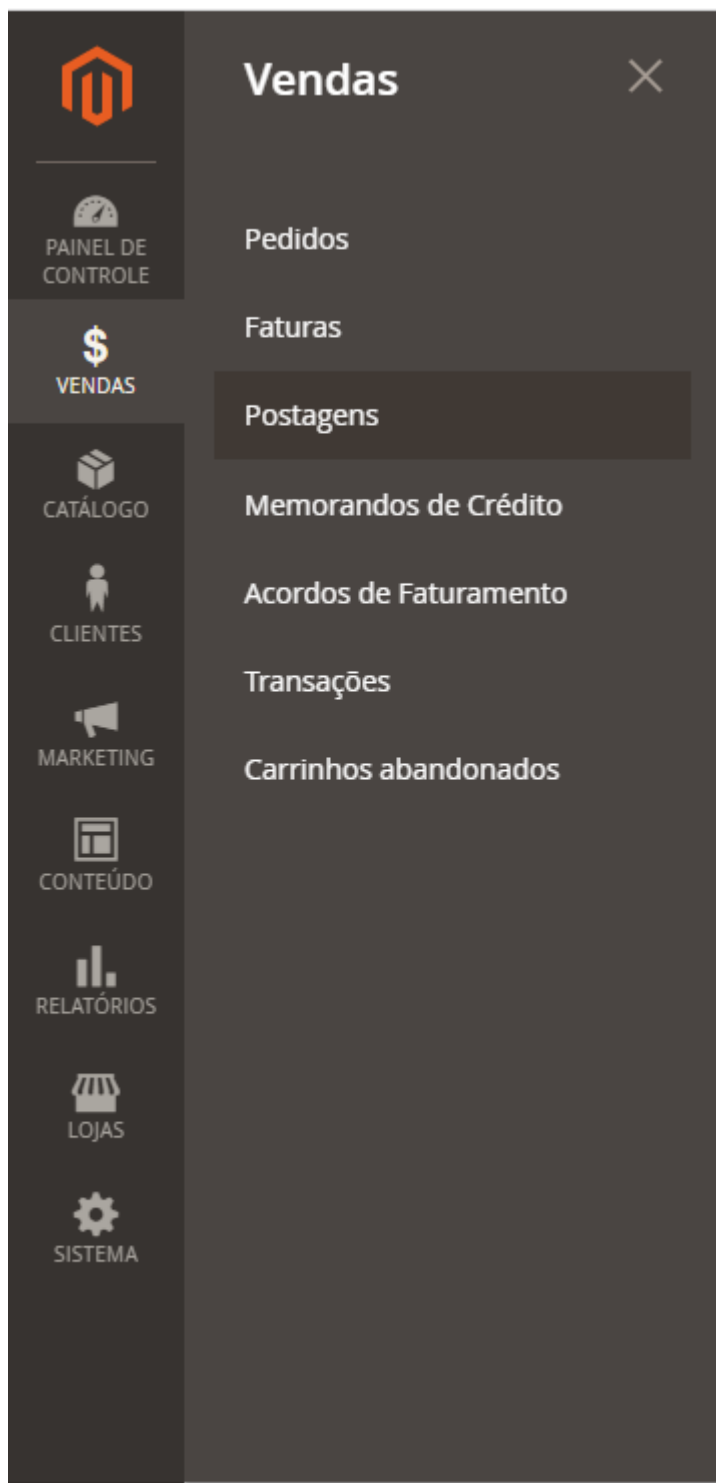 Vendas
PAINEL DE
CONTROLE
$
VENDAS
CATÁLOGO
CLIENTES
MARKETING
CONTEÚDO
RELATÓRIOS
LOJAS
SISTEMA
Pedidos
Faturas
Postagens
Memorandos de Crédito
Acordos de Faturamento
Transações
Carrinhos abandonados